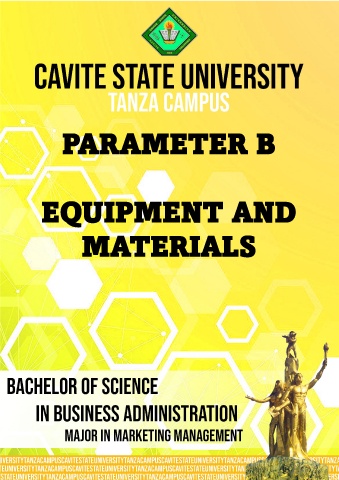 CAVITE STATE UNIVERSITY
TANZA CAMPUS
PARAMETER B
EQUIPMENT AND
MATERIALS
BACHELOR OF SCIENCE
IN BUSINESS ADMINISTRATION
MAJOR IN MARKETING MANAGEMENT